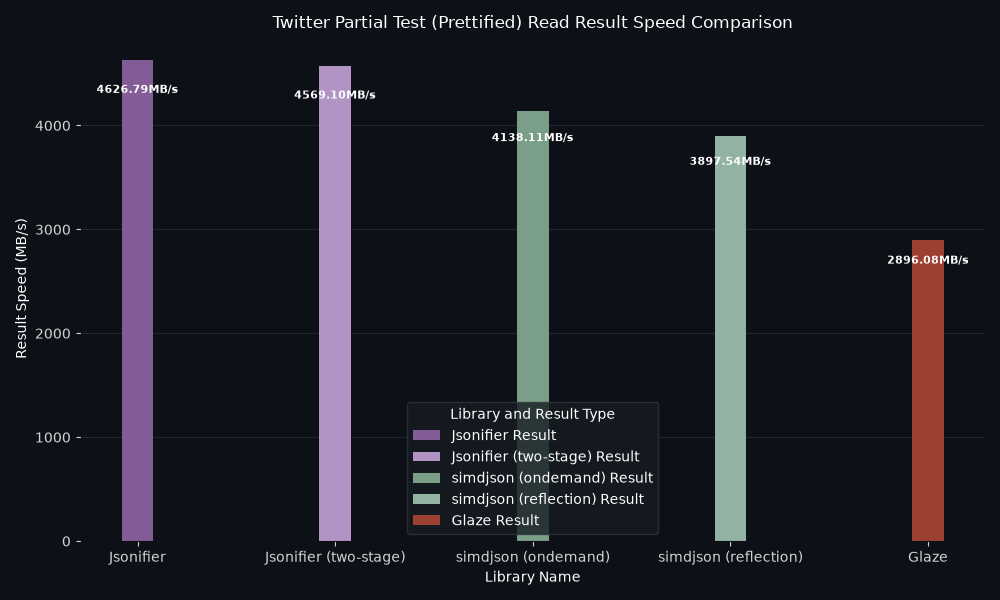 Twitter Partial Test (Prettified) Read Result Speed Comparison
4626.79MB/s
4569.10MB/s
4138.11MB/s
3897.54MB/s
2896.08MB/s
Result Speed (MB/s)
4000
3000
2000
1000
0
Library and Result Type
Jsonifier Result
Jsonifier (two-stage) Result
simdjson (ondemand) Result
simdjson (reflection) Result
Glaze Result
Jsonifier
Jsonifier (two-stage)
simdjson (ondemand)
simdjson (reflection)
Glaze
Library Name